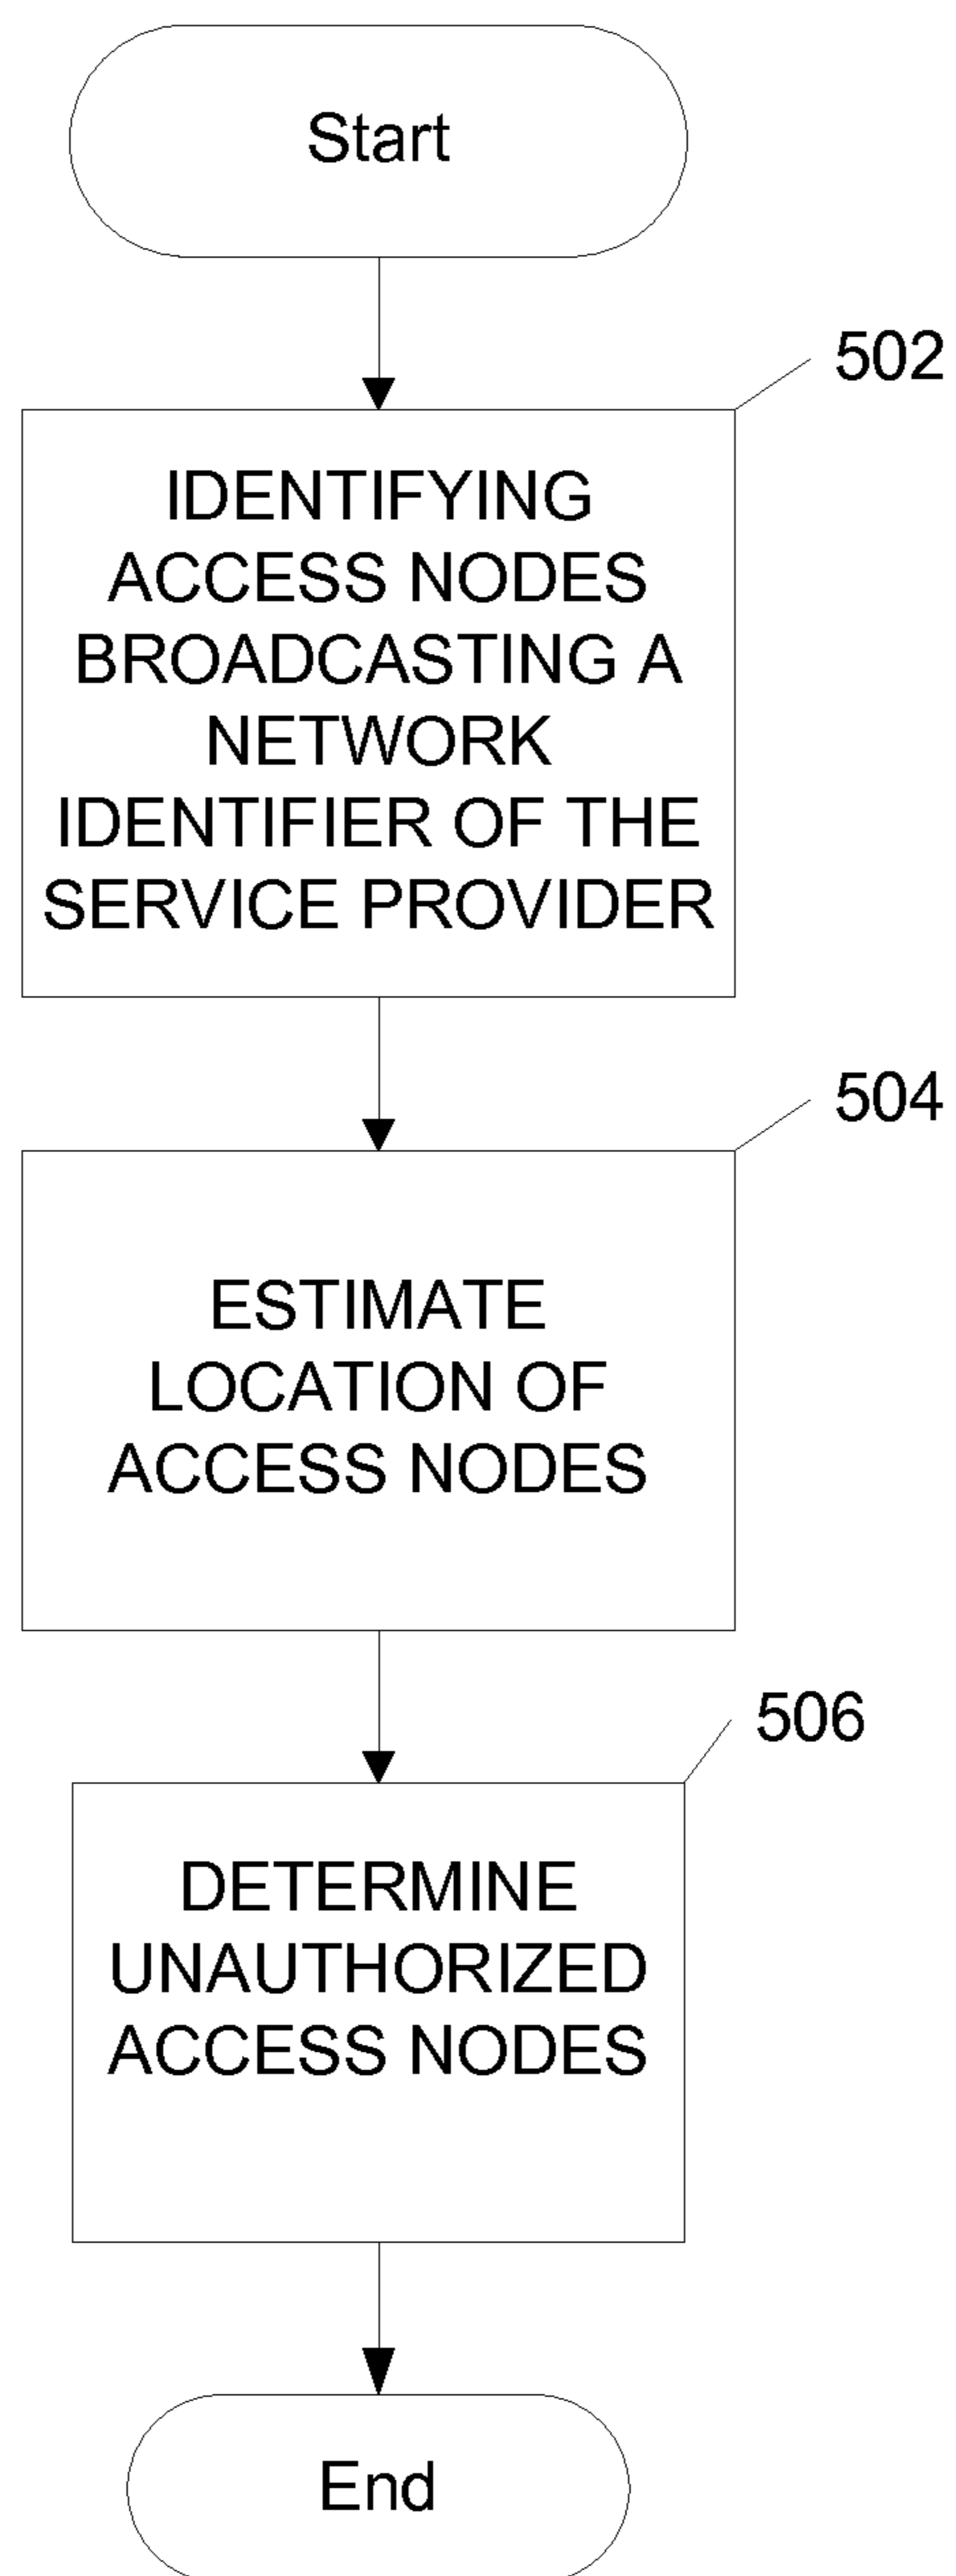 Start
502
IDENTIFYING
ACCESS NODES
BROADCASTING A
NETWORK
IDENTIFIER OF THE
SERVICE PROVIDER
504
ESTIMATE
LOCATION OF
ACCESS NODES
506
DETERMINE
UNAUTHORIZED
ACCESS NODES
End